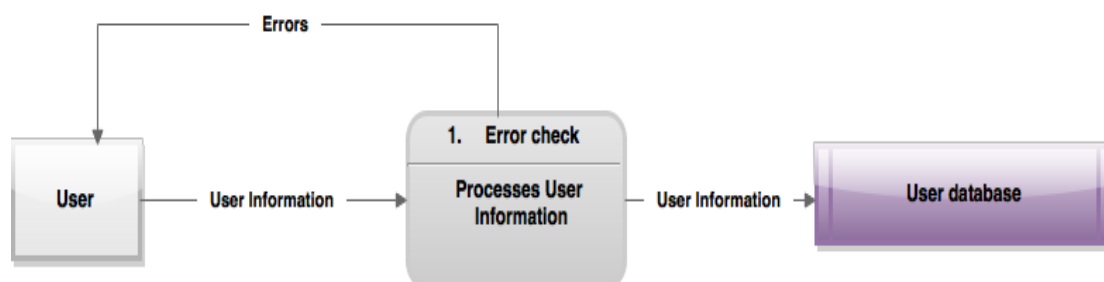 Errors
1. Error check
User
User Information
Processes User
Information
User Information
User database